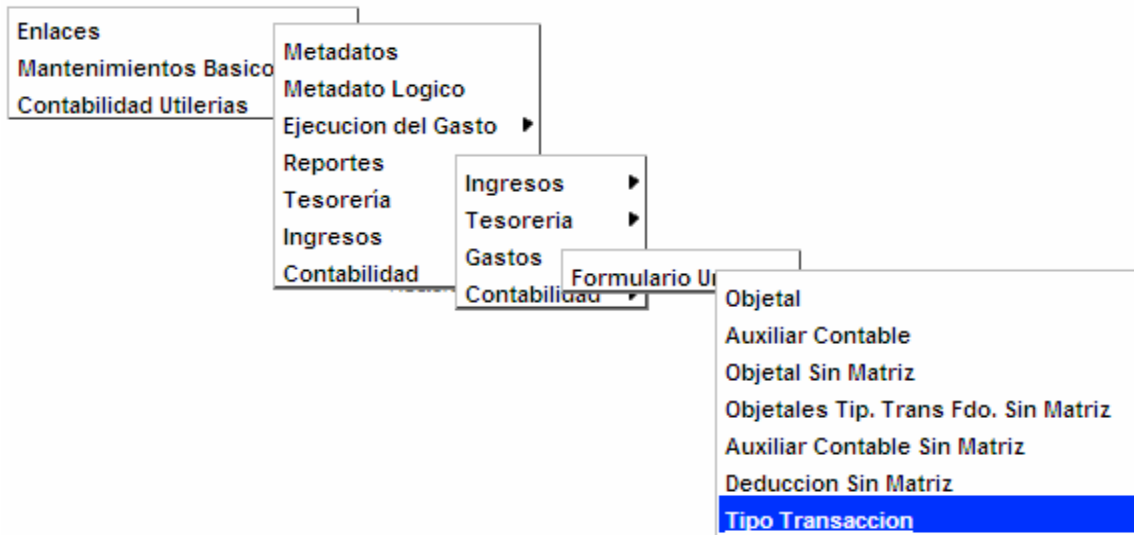 Enlaces
Mantenimientos Basico
Contabilidad Utilerias
Metadatos
Metadato Logico
Ejecucion del Gasto
Reportes
Tesorería
Ingresos
Contabilidad
Ingresos
Tesoreria
Gastos
Contabilidad
Formulario Un
Objetal
Auxiliar Contable
Objetal Sin Matriz
Objetales Tip. Trans Fdo. Sin Matriz
Auxiliar Contable Sin Matriz
Deduccion Sin Matriz
Tipo Transaccion